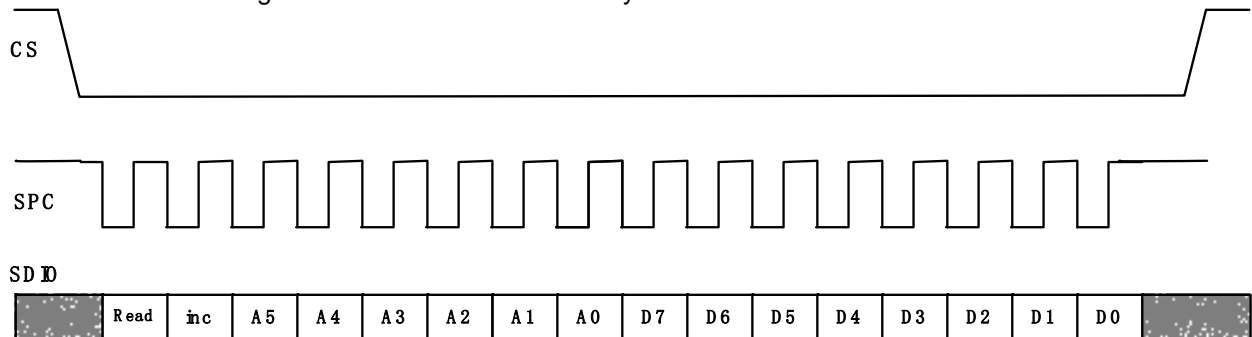 CS
SPC
SDIO
Read inc A5 A4 A3 A2 A1 A0 D7 D6 D5 D4 D3 D2 D1 D0